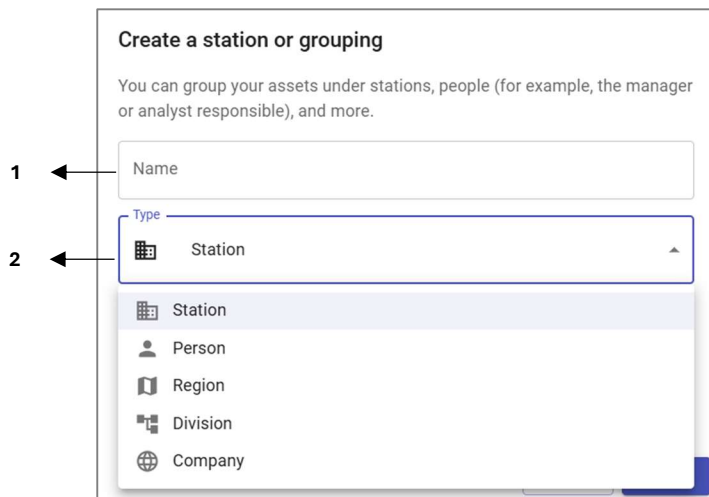 Create a station or grouping
You can group your assets under stations, people (for example, the manager
or analyst responsible), and more.
1
Name
Type
2
Station
Station
Person
Region
Division
Company